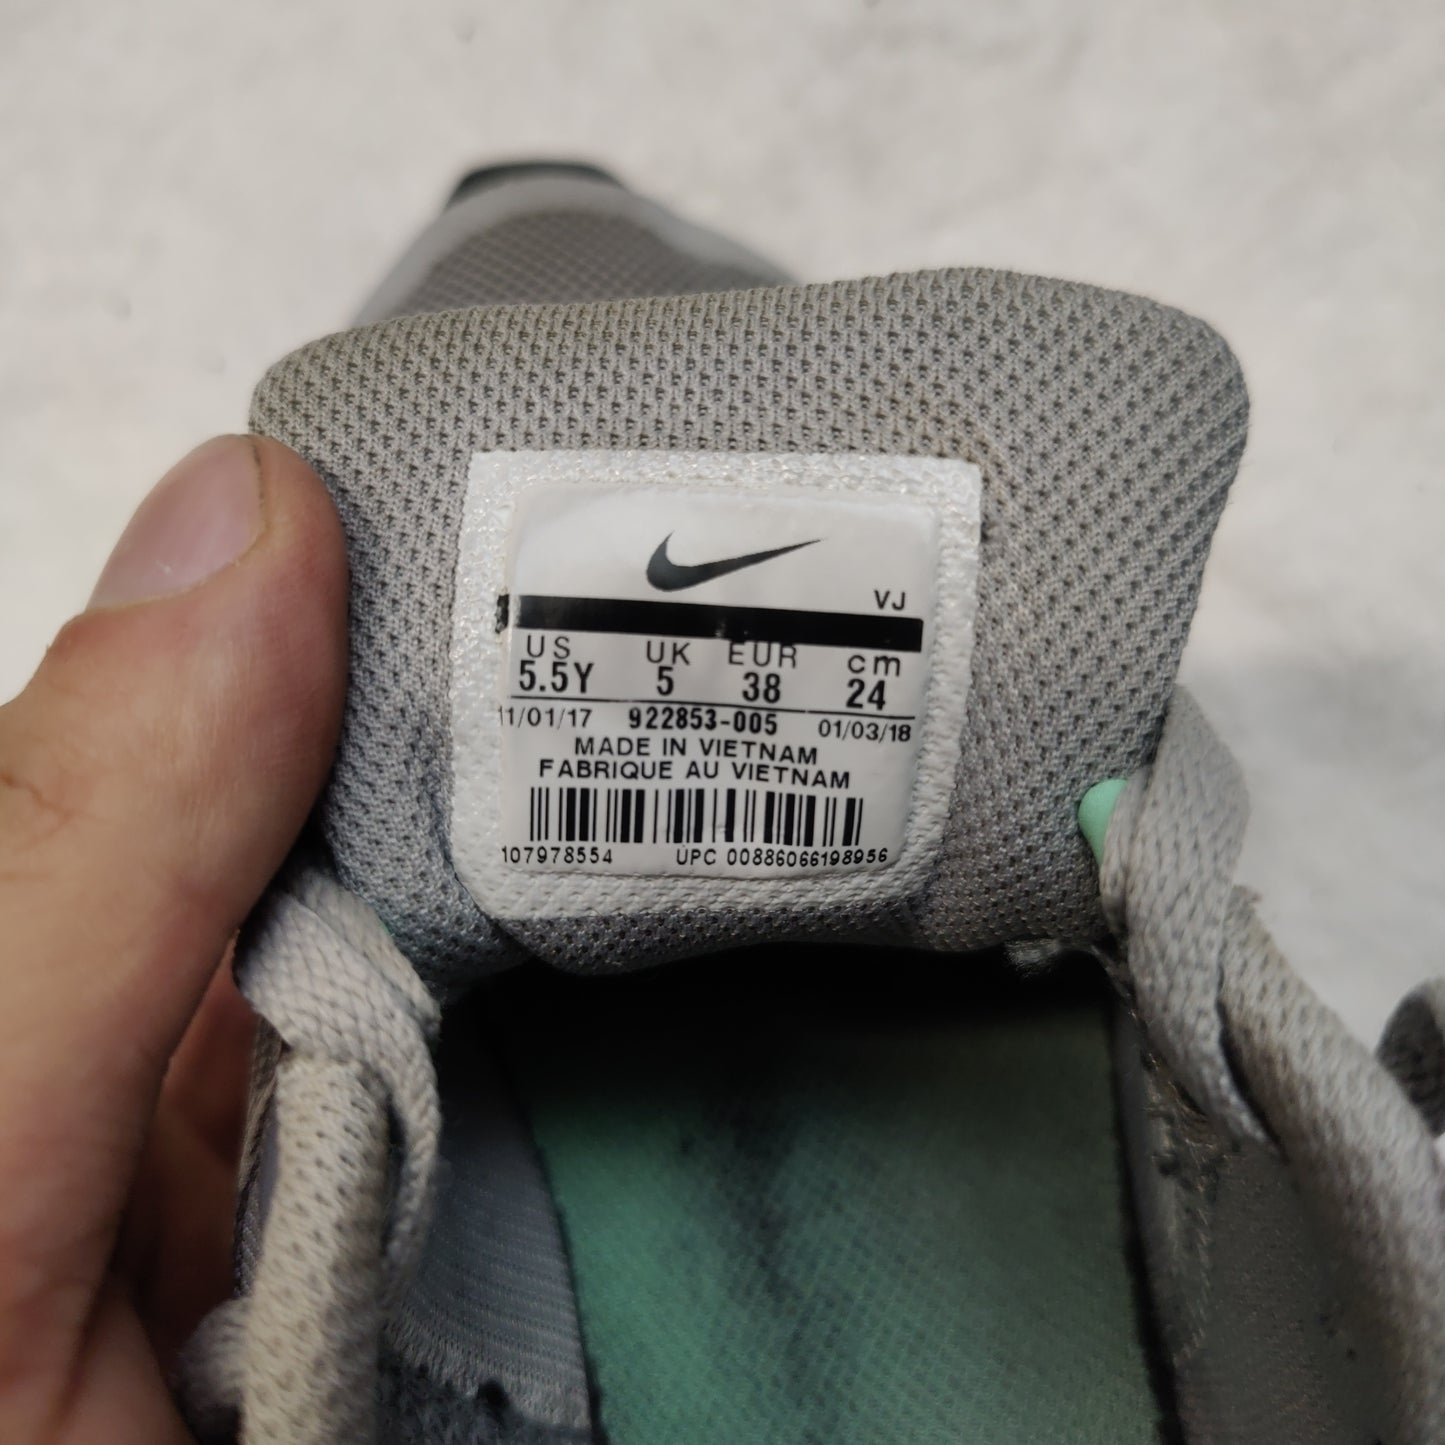 VJ
US UK EUR cm
5.5Y 5 38 24
11/01/17 922853-005 01/03/18
MADE IN VIETNAM
FABRIQUE AU VIETNAM
107978554 UPC 00886066198956